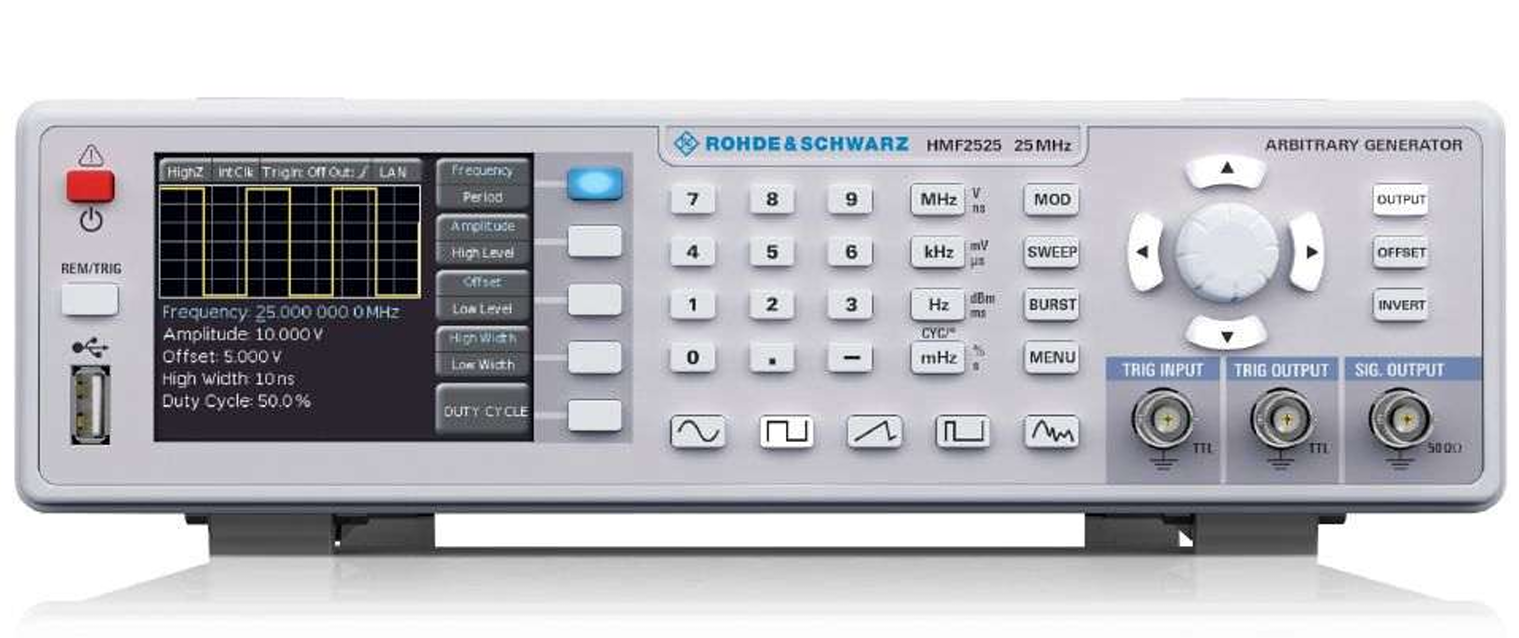 ROHDE & SCHWARZ HMF2525 25 MHz
ARBITRARY GENERATOR
REM/TRIG
HighZ IntClk TrigIn: Off Out: LAN
Frequency: 25.000 000 0 MHz
Amplitude: 10.000 V
Offset: 5.000 V
High Width: 10 ns
Duty Cycle: 50.0 %
Frequency
Period
Amplitude
High Level
Offset
Low Level
High Width
Low Width
DUTY CYCLE
7 8 9 MHz V ns MOD
4 5 6 kHz mV µs SWEEP
1 2 3 Hz dBm ms BURST
CYC/°
0 . − mHz % s MENU
OUTPUT
OFFSET
INVERT
TRIG INPUT TRIG OUTPUT SIG. OUTPUT
TTL TTL 50Ω